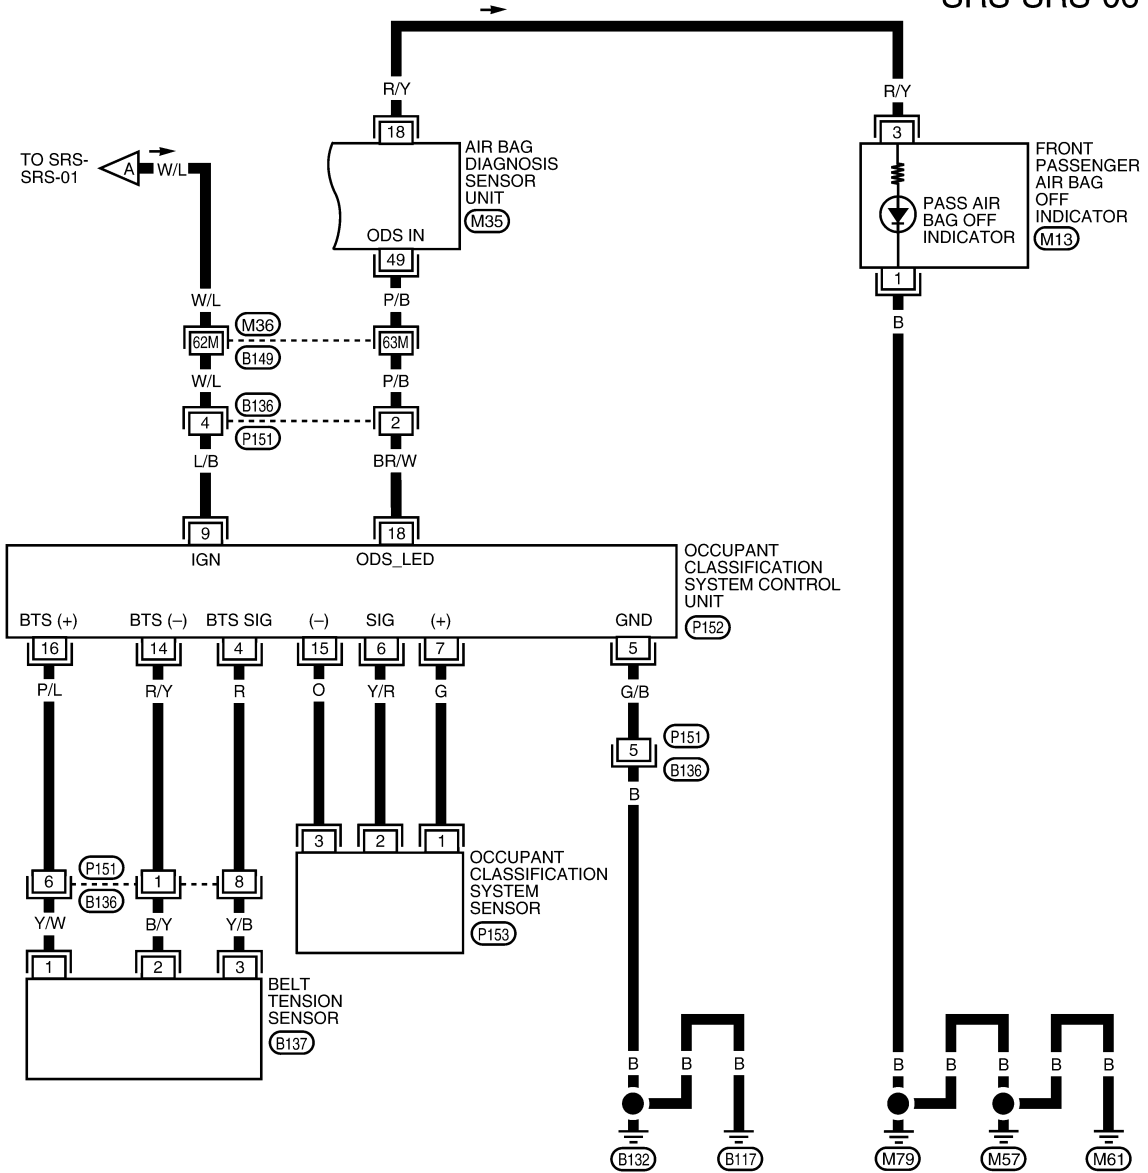 R/Y
R/Y
18
3
TO SRS-
SRS-01
A
W/L
AIR BAG
DIAGNOSIS
SENSOR
UNIT
M35
ODS IN
49
FRONT
PASSENGER
AIR BAG
OFF
INDICATOR
M13
PASS AIR
BAG OFF
INDICATOR
1
W/L
P/B
B
62M
M36
B149
63M
W/L
P/B
4
B136
P151
2
L/B
BR/W
9
18
IGN
ODS_LED
OCCUPANT
CLASSIFICATION
SYSTEM CONTROL
UNIT
P152
BTS (+)
BTS (–)
BTS SIG
(–)
SIG
(+)
GND
16
14
4
15
6
7
5
P/L
R/Y
R
O
Y/R
G
G/B
5
P151
B136
B
3
2
1
OCCUPANT
CLASSIFICATION
SYSTEM
SENSOR
P153
6
P151
B136
1
8
Y/W
B/Y
Y/B
1
2
3
BELT
TENSION
SENSOR
B137
B
B
B
B
B
B
B
B
B132
B117
M79
M57
M61